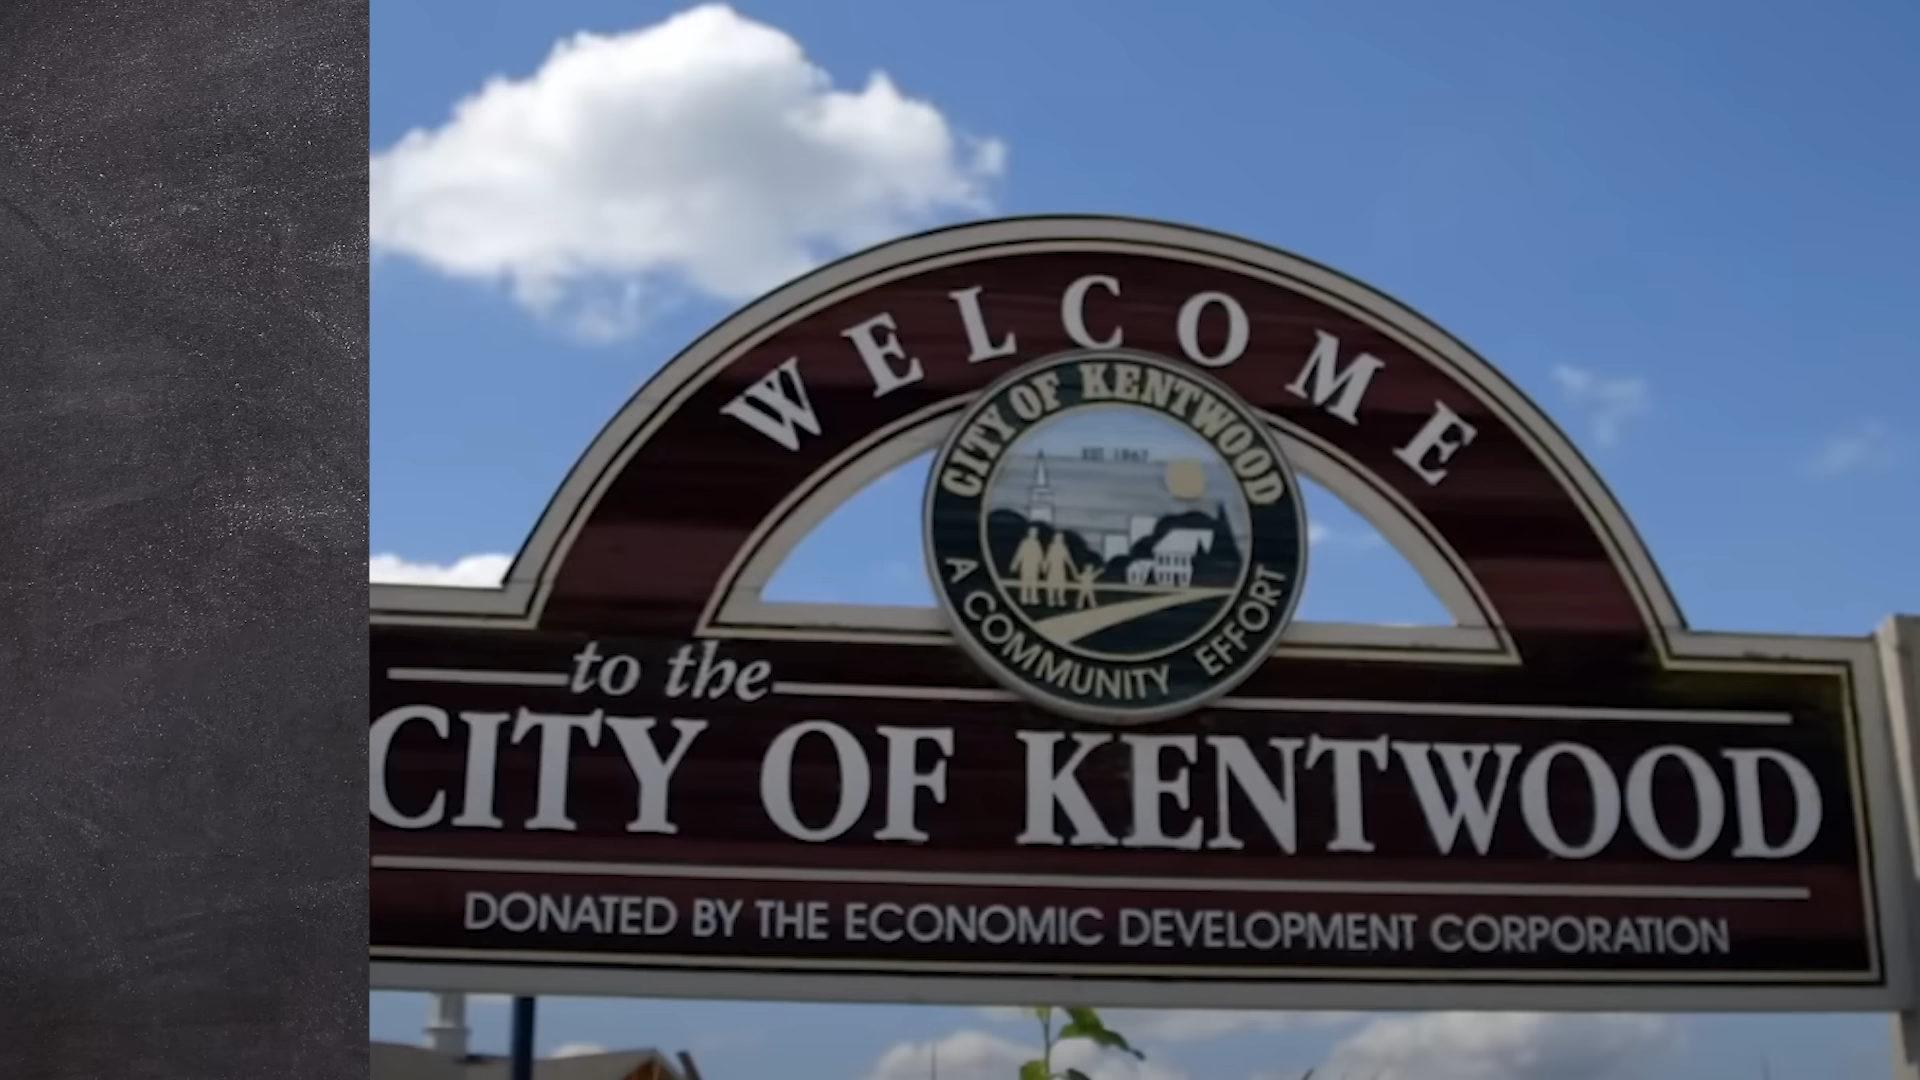 WELCOME
CITY OF KENTWOOD
EST. 1967
A COMMUNITY EFFORT
to the
CITY OF KENTWOOD
DONATED BY THE ECONOMIC DEVELOPMENT CORPORATION